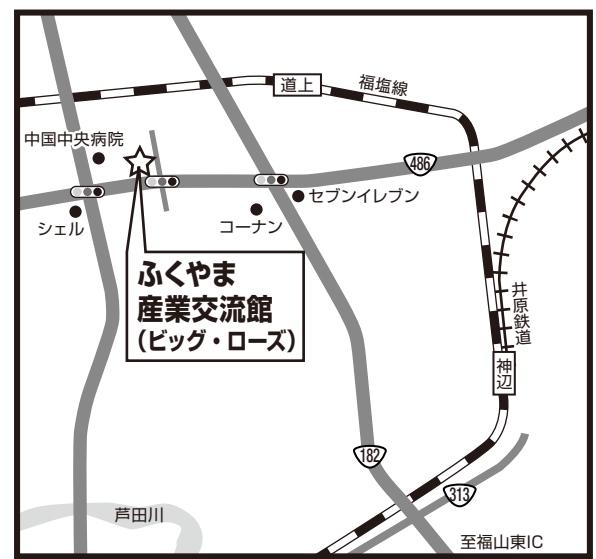 道上
福塩線
中国中央病院
486
セブンイレブン
シェル
コーナン
ふくやま
産業交流館
(ビッグ・ローズ)
井原鉄道
神辺
182
313
芦田川
至福山東IC